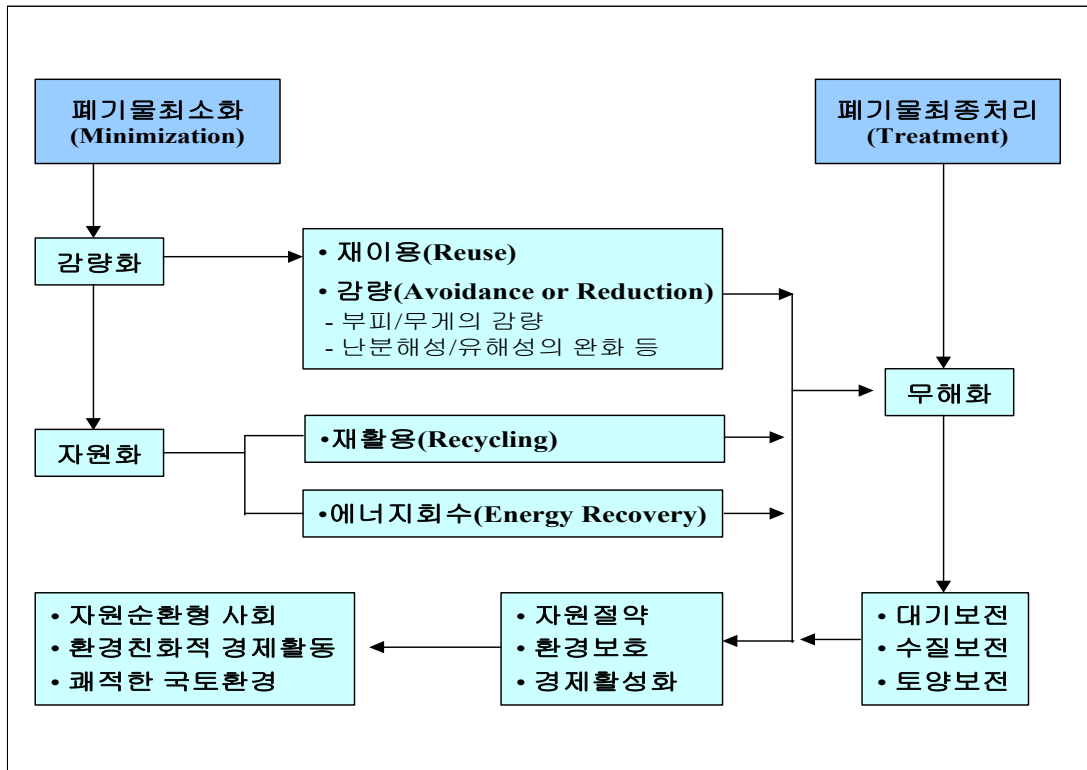 폐기물최소화
(Minimization)
폐기물최종처리
(Treatment)
감량화
• 재이용(Reuse)
• 감량(Avoidance or Reduction)
- 부피/무게의 감량
- 난분해성/유해성의 완화 등
무해화
자원화
•재활용(Recycling)
•에너지회수(Energy Recovery)
• 자원순환형 사회
• 환경친화적 경제활동
• 쾌적한 국토환경
• 자원절약
• 환경보호
• 경제활성화
• 대기보전
• 수질보전
• 토양보전